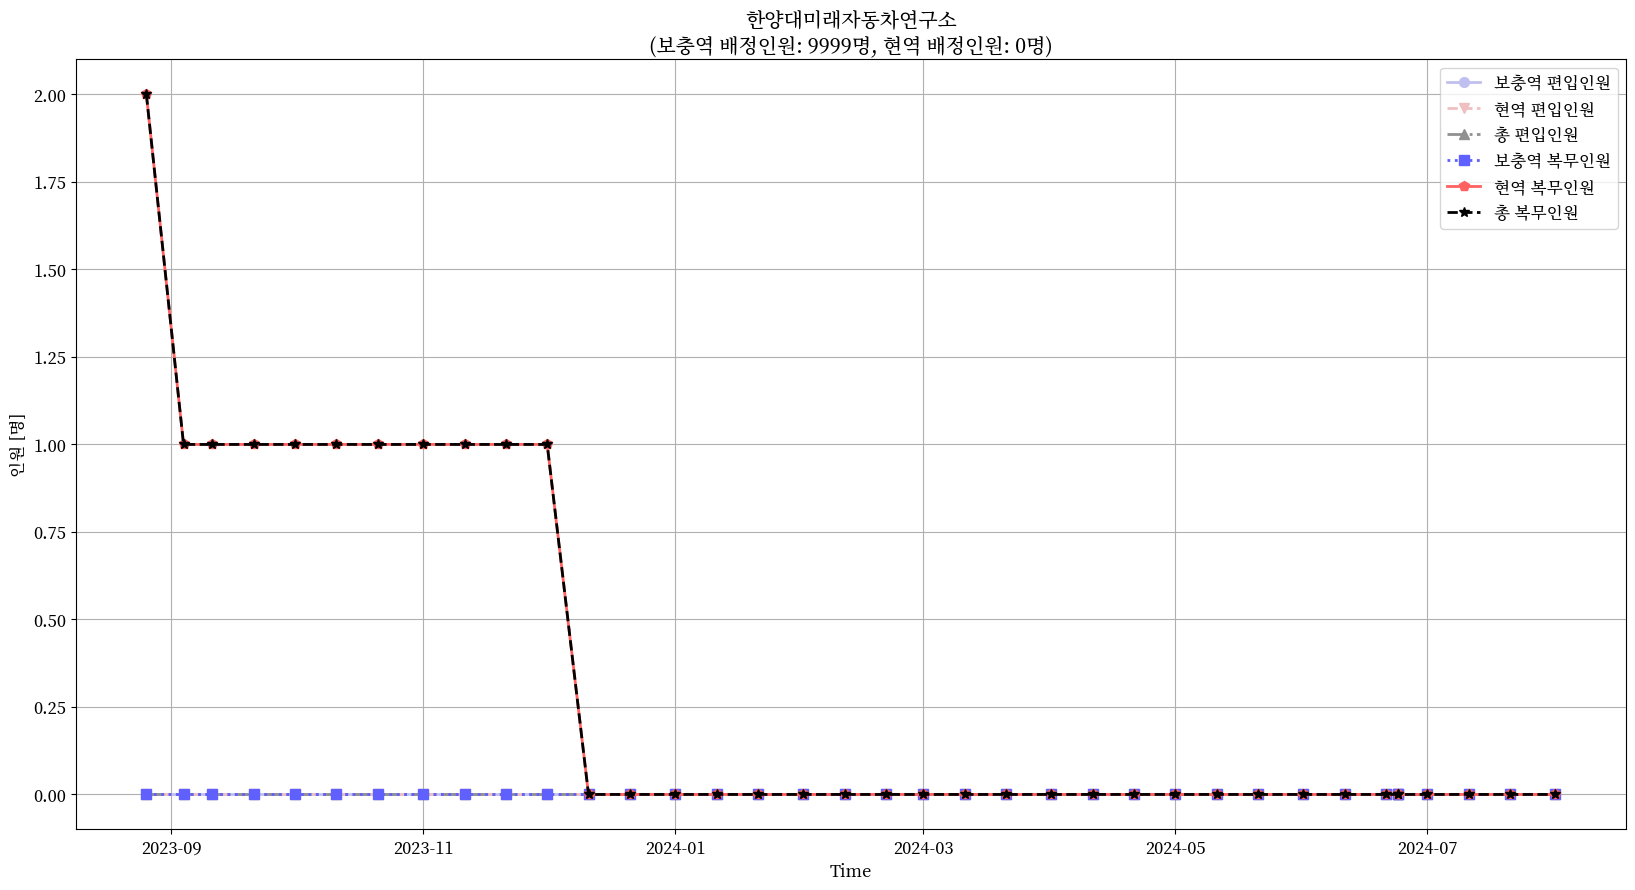 한양대미래자동차연구소
(보충역 배정인원: 9999명, 현역 배정인원: 0명)
보충역 편입인원
현역 편입인원
총 편입인원
보충역 복무인원
현역 복무인원
총 복무인원
인원 [명]
2.00
1.75
1.50
1.25
1.00
0.75
0.50
0.25
0.00
2023-09
2023-11
2024-01
2024-03
2024-05
2024-07
Time